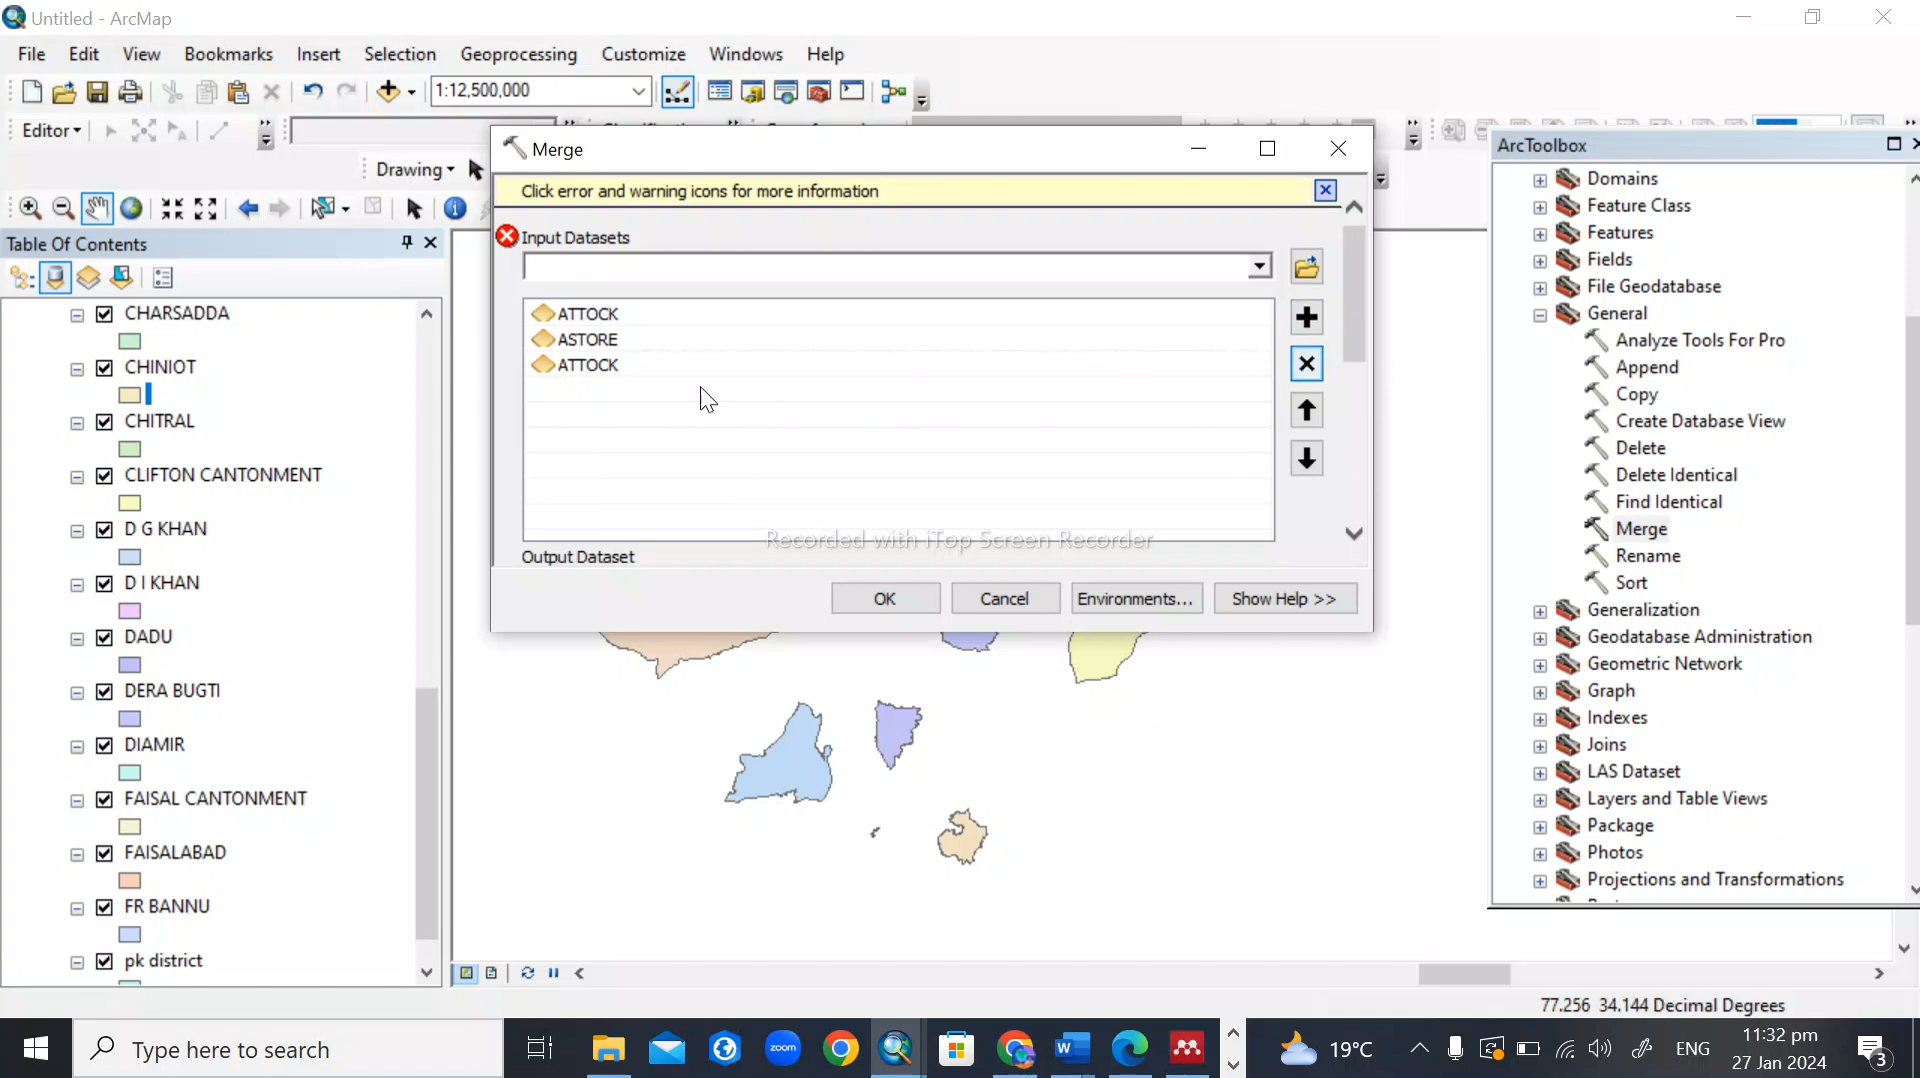 Untitled - ArcMap
File Edit View Bookmarks Insert Selection Geoprocessing Customize Windows Help
1:12,500,000
Editor
Drawing
Table Of Contents
CHARSADDA
CHINIOT
CHITRAL
CLIFTON CANTONMENT
D G KHAN
D I KHAN
DADU
DERA BUGTI
DIAMIR
FAISAL CANTONMENT
FAISALABAD
FR BANNU
pk district
Merge
Click error and warning icons for more information
Input Datasets
ATTOCK
ASTORE
ATTOCK
Recorded with iTop Screen Recorder
Output Dataset
OK Cancel Environments... Show Help >>
ArcToolbox
Domains
Feature Class
Features
Fields
File Geodatabase
General
Analyze Tools For Pro
Append
Copy
Create Database View
Delete
Delete Identical
Find Identical
Merge
Rename
Sort
Generalization
Geodatabase Administration
Geometric Network
Graph
Indexes
Joins
LAS Dataset
Layers and Table Views
Package
Photos
Projections and Transformations
77.256 34.144 Decimal Degrees
Type here to search
zoom
W
19°C
ENG
11:32 pm
27 Jan 2024
3